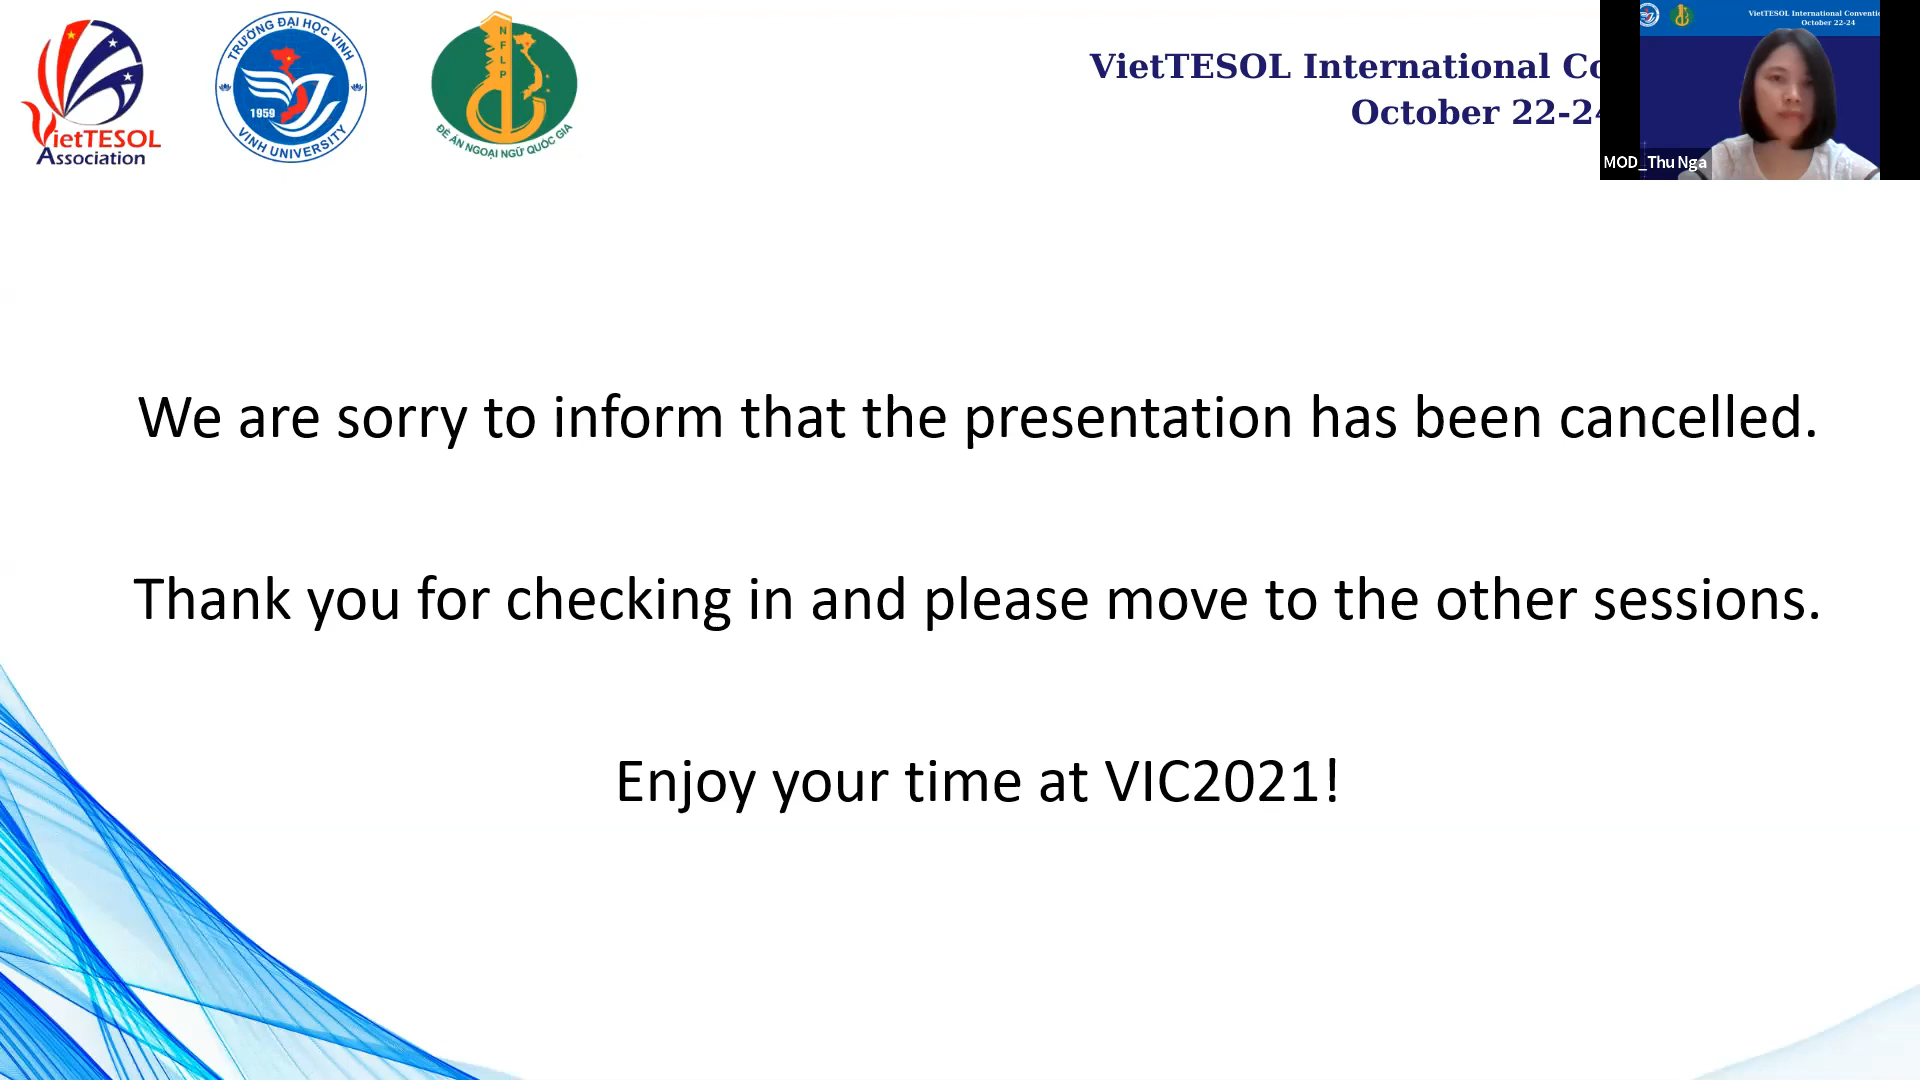 VietTESOL
Association
TRƯỜNG ĐẠI HỌC VINH
1959
VINH UNIVERSITY
NFLP
ĐỀ ÁN NGOẠI NGỮ QUỐC GIA
VietTESOL International Co
October 22-24
VietTESOL International Conventi
October 22-24
MOD_Thu Nga
We are sorry to inform that the presentation has been cancelled.
Thank you for checking in and please move to the other sessions.
Enjoy your time at VIC2021!